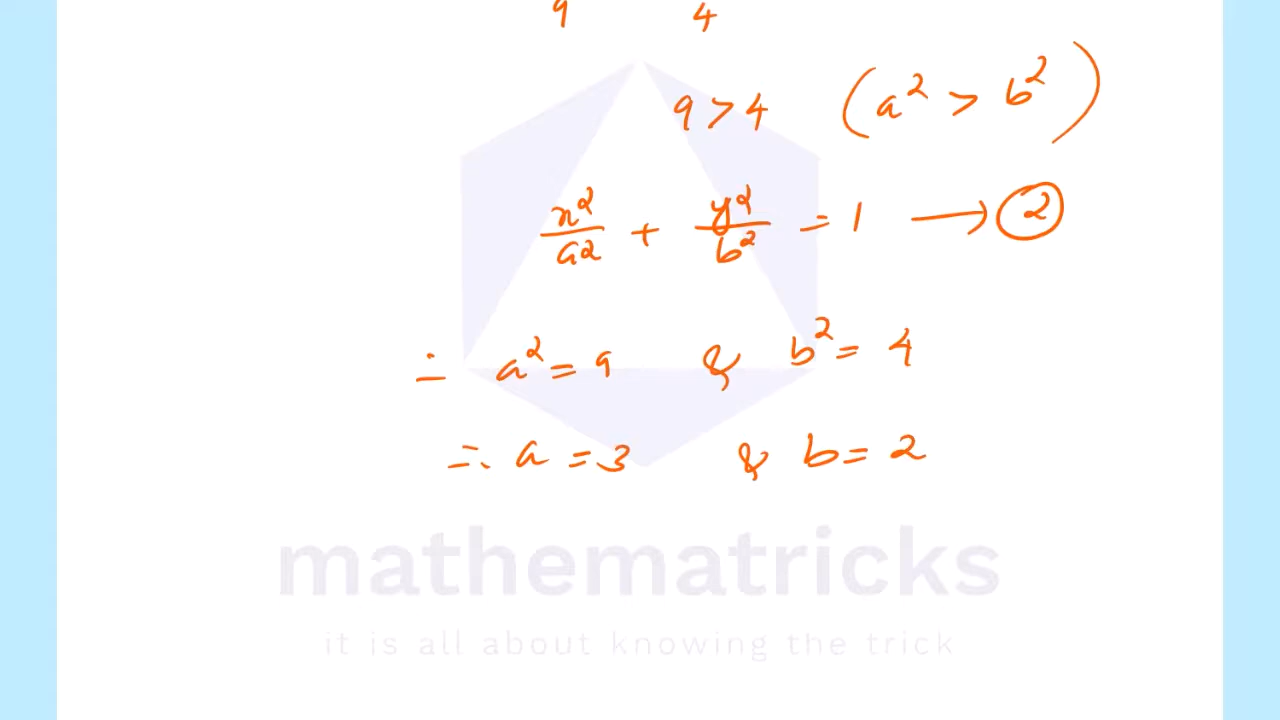 9 4
9 > 4 (a² > b²)
x²/a² + y²/b² = 1 → 2
∴ a² = 9 & b² = 4
∴ a = 3 & b = 2
mathematricks
it is all about knowing the trick